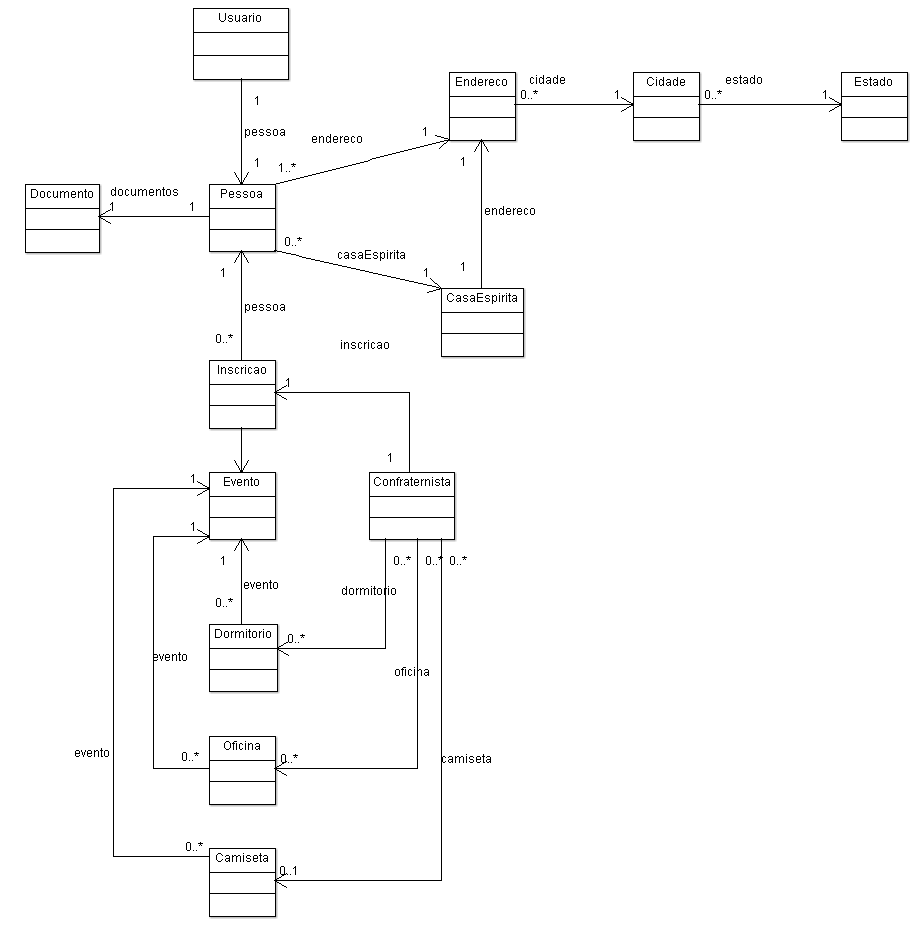 Usuario
1
pessoa
1
Endereco
cidade
0..*
1
Cidade
estado
0..*
1
Estado
endereco
1
1..*
1
endereco
1
Documento
documentos
1
1
Pessoa
0..*
casaEspirita
1
CasaEspirita
1
pessoa
0..*
inscricao
Inscricao
1
1
Evento
1
1
1
evento
0..*
Confraternista
0..*
0..*
0..*
dormitorio
Dormitorio
0..*
evento
oficina
Oficina
0..*
0..*
evento
camiseta
0..*
Camiseta
0..1